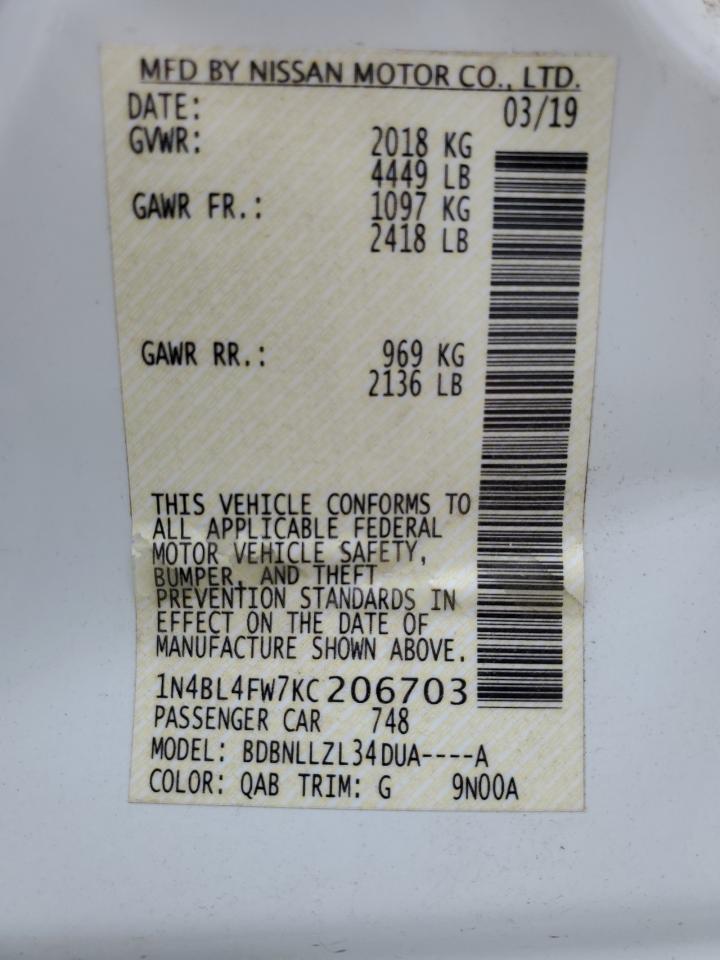 MFD BY NISSAN MOTOR CO., LTD.
DATE: 03/19
GVWR: 2018 KG
4449 LB
GAWR FR.: 1097 KG
2418 LB
GAWR RR.: 969 KG
2136 LB
THIS VEHICLE CONFORMS TO
ALL APPLICABLE FEDERAL
MOTOR VEHICLE SAFETY,
BUMPER, AND THEFT
PREVENTION STANDARDS IN
EFFECT ON THE DATE OF
MANUFACTURE SHOWN ABOVE.
1N4BL4FW7KC206703
PASSENGER CAR 748
MODEL: BDBNLLZL34DUA----A
COLOR: QAB TRIM: G 9N00A